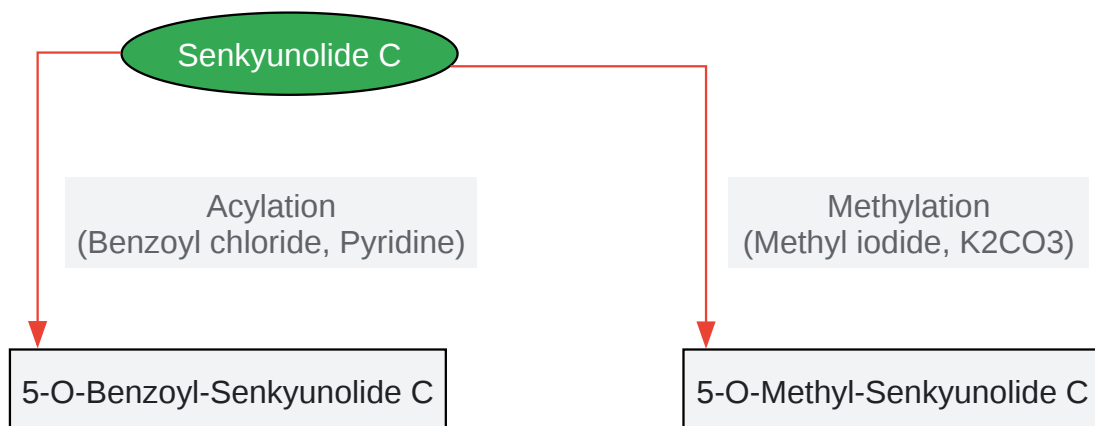 Senkyunolide C
Acylation
(Benzoyl chloride, Pyridine)
Methylation
(Methyl iodide, K2CO3)
5-O-Benzoyl-Senkyunolide C
5-O-Methyl-Senkyunolide C